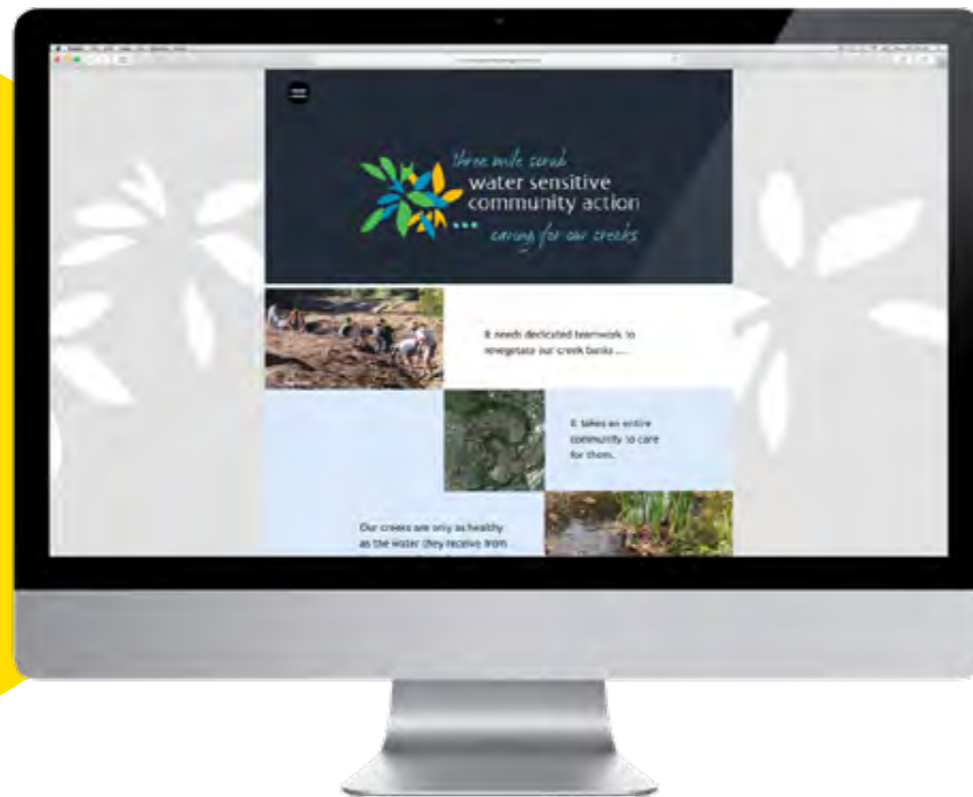 three mile scrub
water sensitive
community action
caring for our creeks
It needs dedicated teamwork to
revegetate our creek banks ....
It takes an entire
community to care
for them.
Our creeks are only as healthy
as the water they receive from